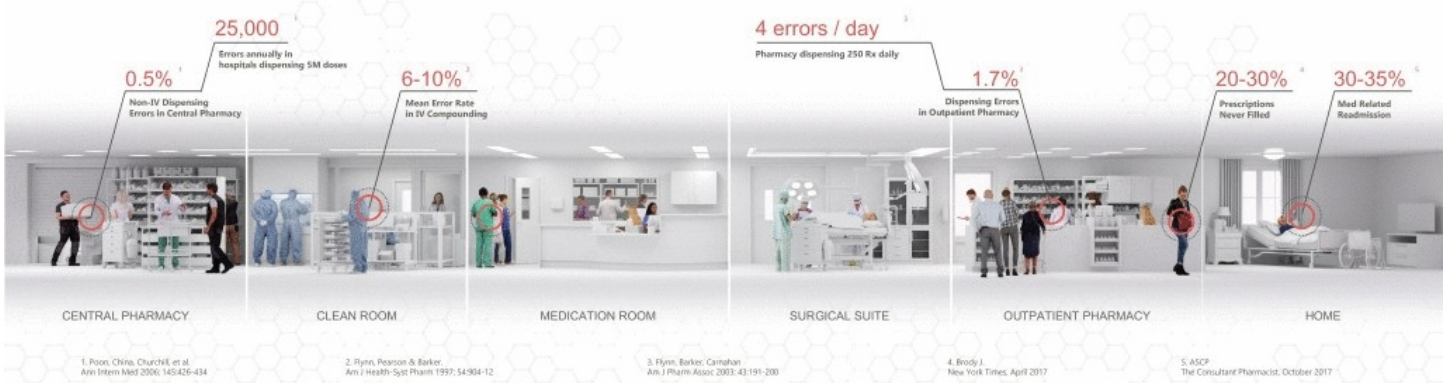 25,000
Errors annually in
hospitals dispensing 5M doses
0.5%
Non-IV Dispensing
Errors in Central Pharmacy
6-10%
Mean Error Rate
in IV Compounding
4 errors / day
Pharmacy dispensing 250 Rx daily
1.7%
Dispensing Errors
in Outpatient Pharmacy
20-30%
Prescriptions
Never Filled
30-35%
Med Related
Readmission
CENTRAL PHARMACY
CLEAN ROOM
MEDICATION ROOM
SURGICAL SUITE
OUTPATIENT PHARMACY
HOME
1. Poon, China, Churchill, et al.
Ann Intern Med 2006; 145:426-434
2. Flynn, Pearson & Barker.
Am J Health-Syst Pharm 1997; 54:904-12
3. Flynn, Barker, Carnahan
Am J Pharm Assoc 2003; 43:191-200
4. Brody J.
New York Times, April 2017
5. ASCP
The Consultant Pharmacist, October 2017